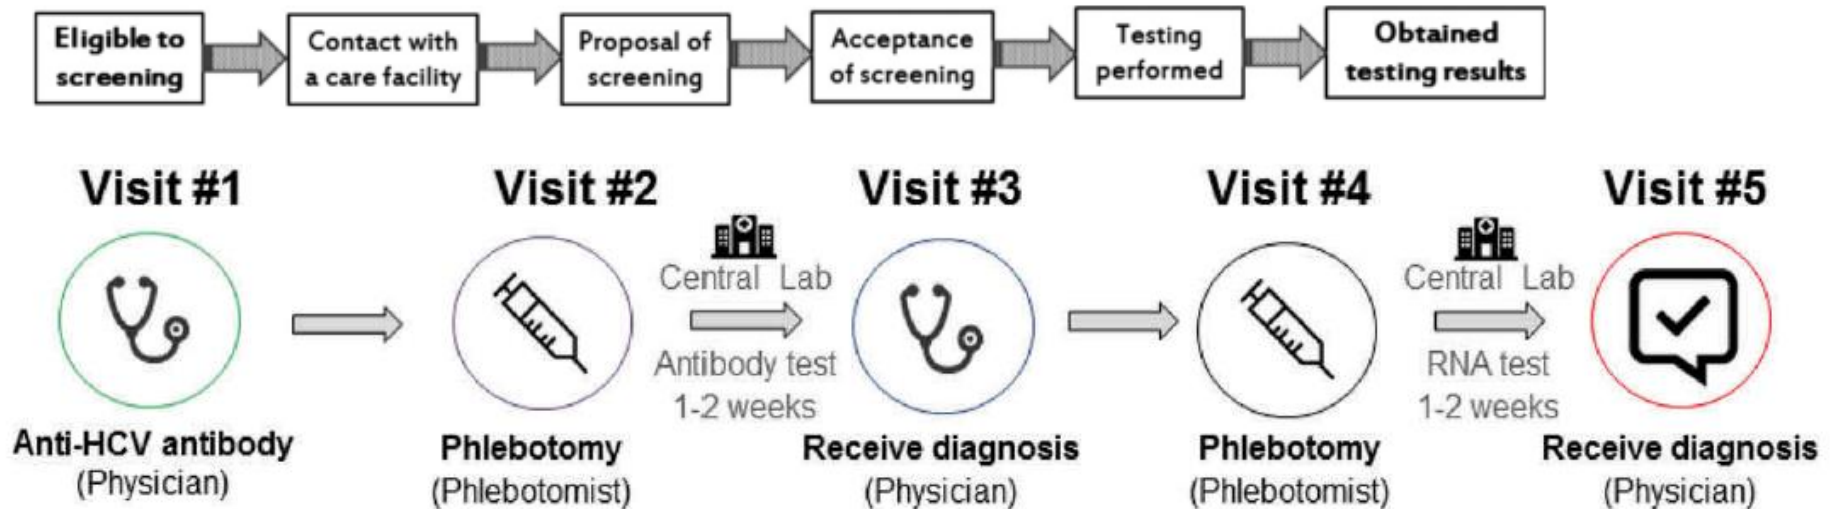 Eligible to
screening
Contact with
a care facility
Proposal of
screening
Acceptance
of screening
Testing
performed
Obtained
testing results
Visit #1
Visit #2
Visit #3
Visit #4
Visit #5
Central Lab
Antibody test
1-2 weeks
Central Lab
RNA test
1-2 weeks
Anti-HCV antibody
(Physician)
Phlebotomy
(Phlebotomist)
Receive diagnosis
(Physician)
Phlebotomy
(Phlebotomist)
Receive diagnosis
(Physician)